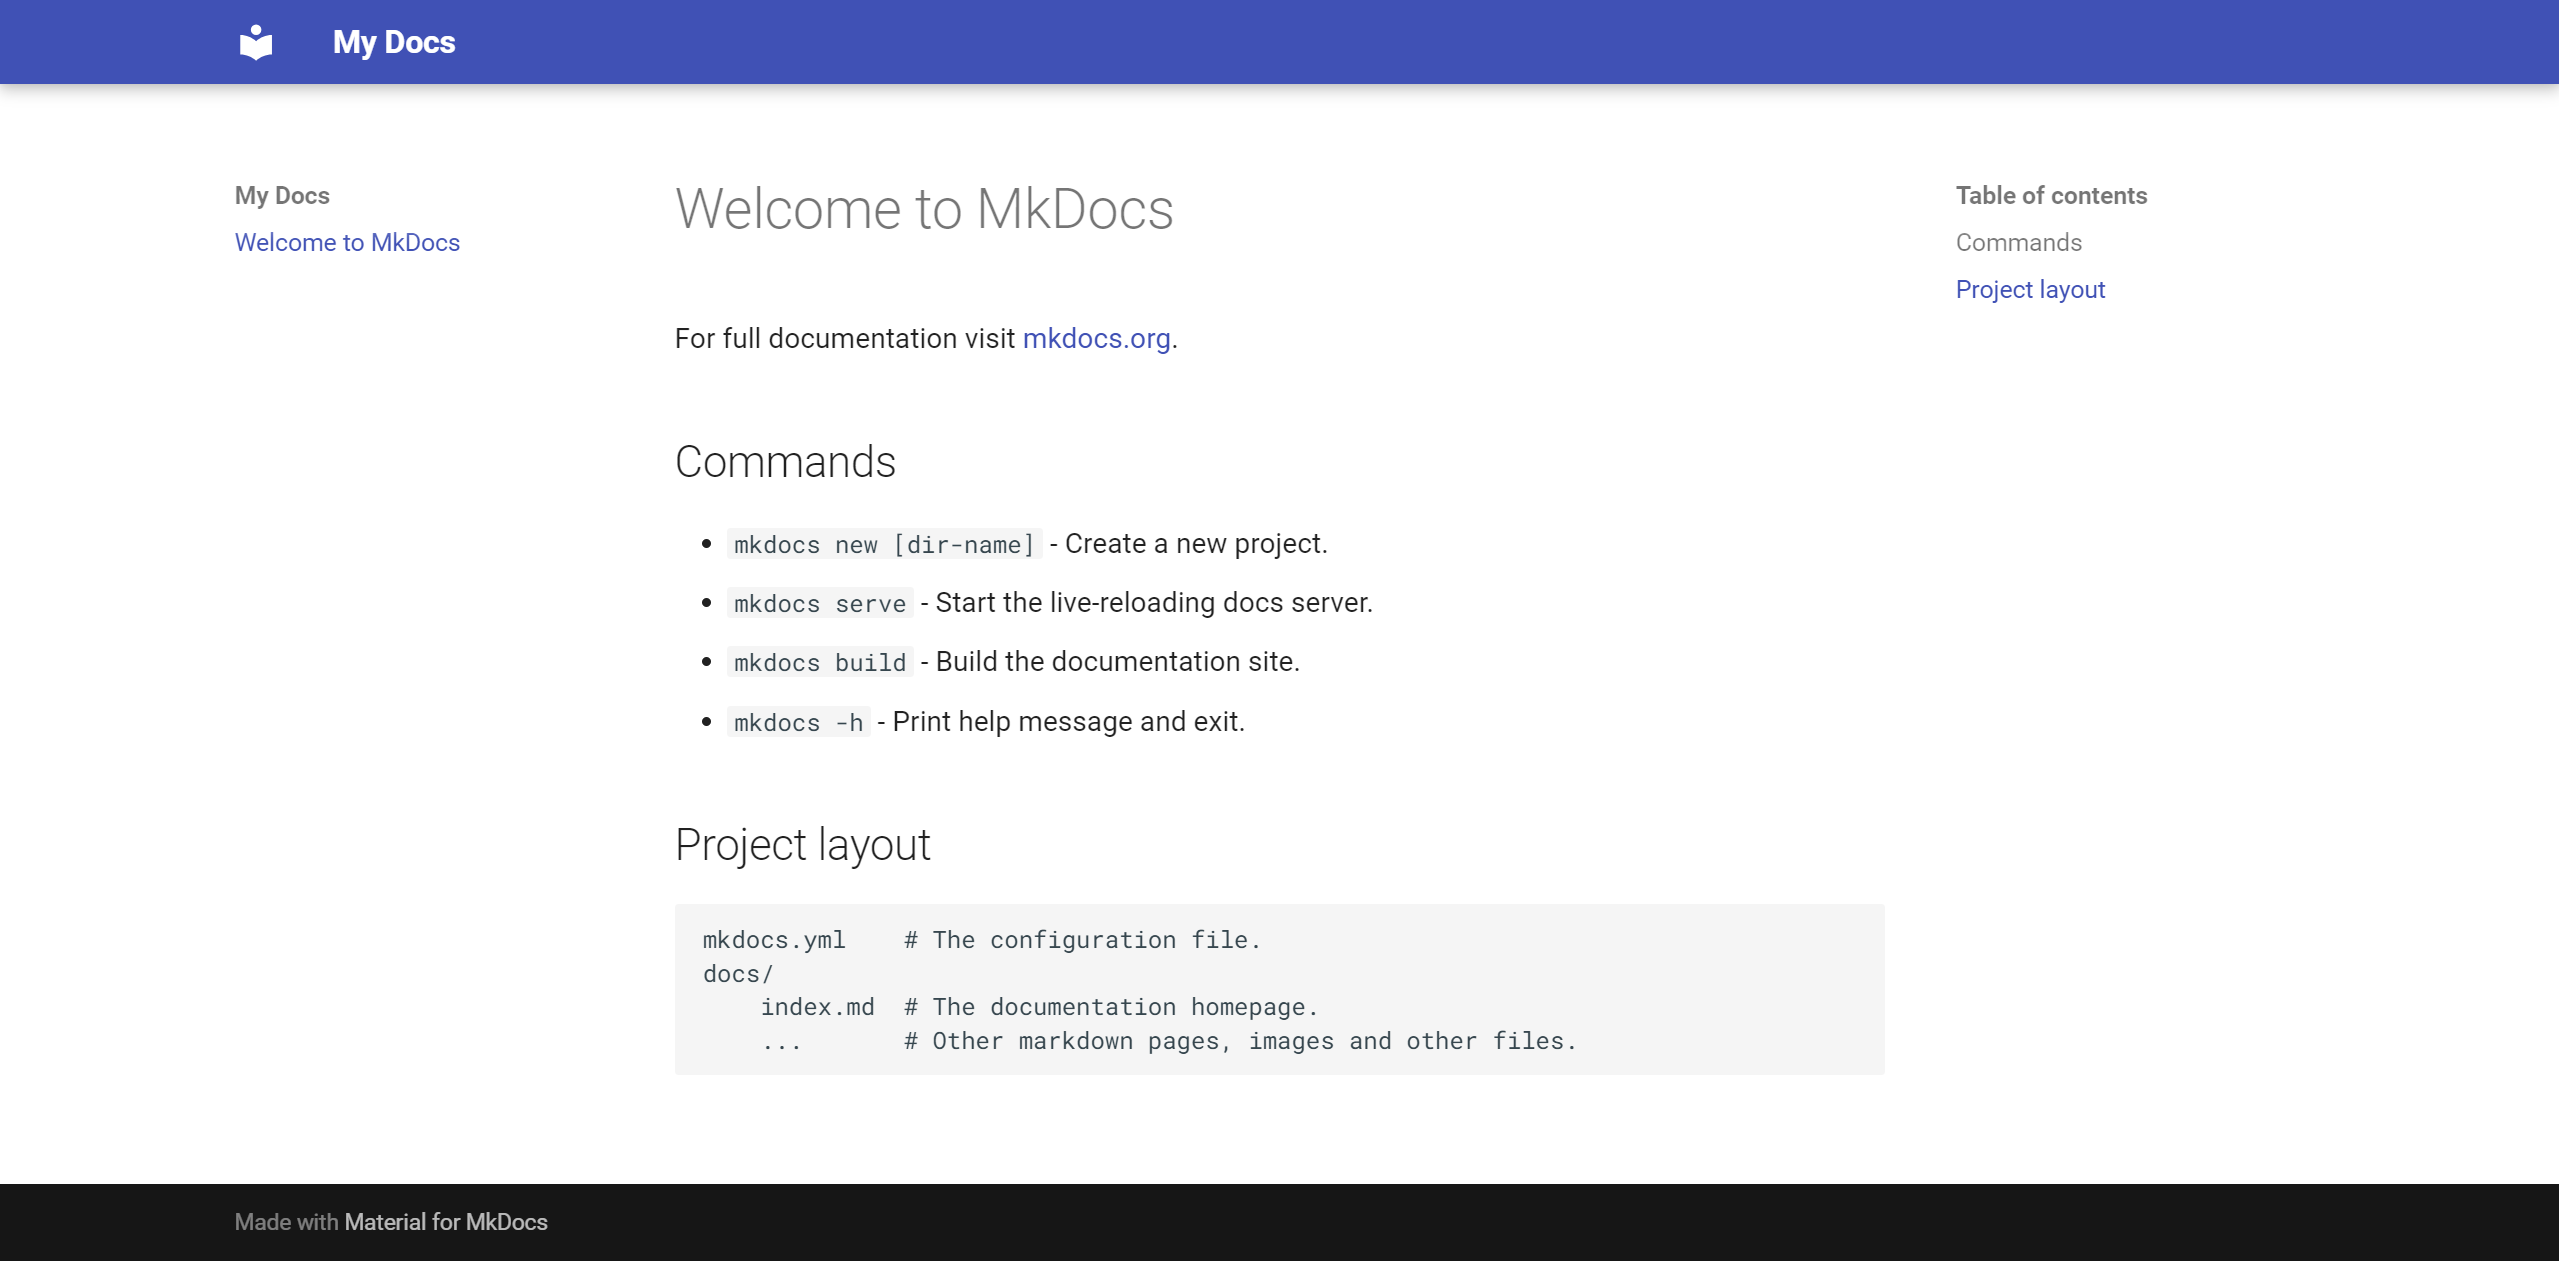 My Docs
My Docs
Welcome to MkDocs
Welcome to MkDocs
For full documentation visit mkdocs.org.
Commands
mkdocs new [dir-name] - Create a new project.
mkdocs serve - Start the live-reloading docs server.
mkdocs build - Build the documentation site.
mkdocs -h - Print help message and exit.
Project layout
mkdocs.yml    # The configuration file.
docs/
    index.md  # The documentation homepage.
    ...       # Other markdown pages, images and other files.
Table of contents
Commands
Project layout
Made with Material for MkDocs